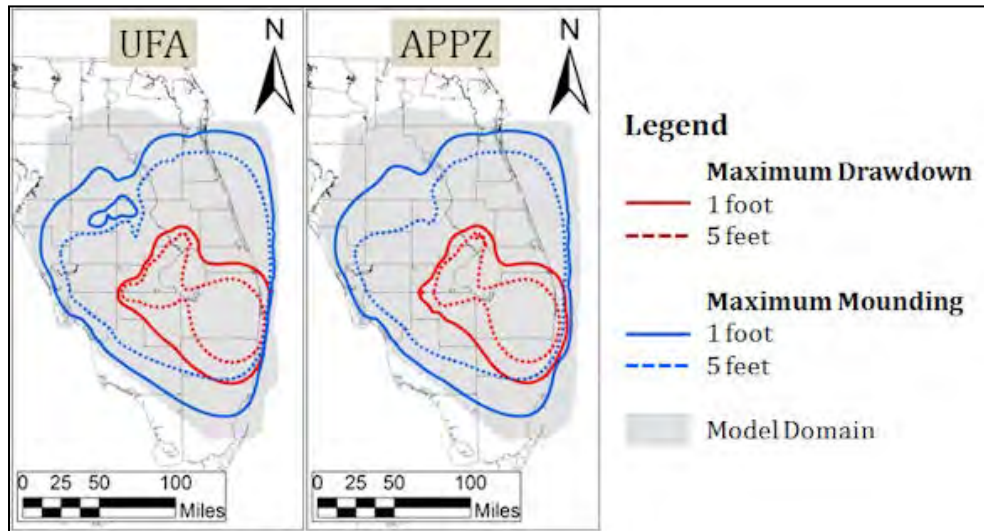 UFA
N
0 25 50 100
Miles
APPZ
N
0 25 50 100
Miles
Legend
Maximum Drawdown
1 foot
5 feet
Maximum Mounding
1 foot
5 feet
Model Domain